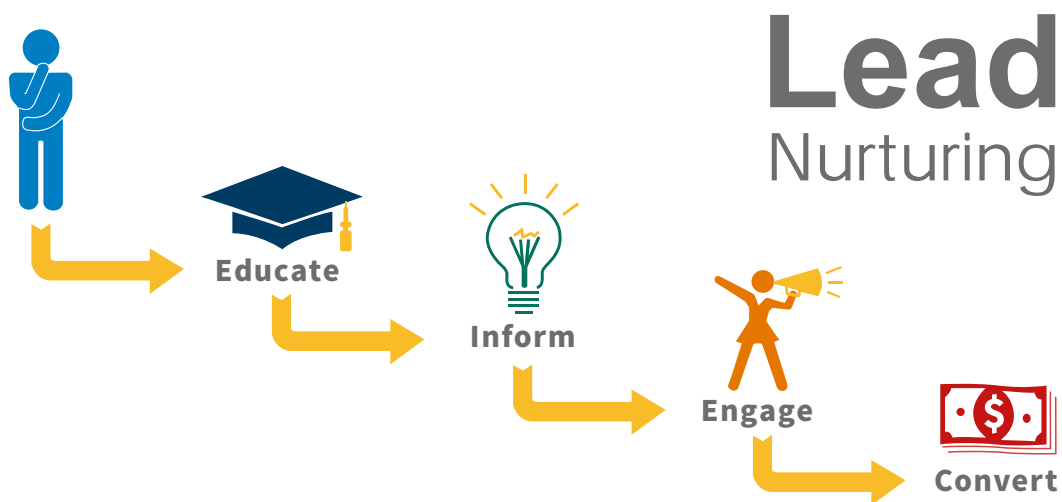 Lead
Nurturing
Educate
Inform
Engage
$
Convert